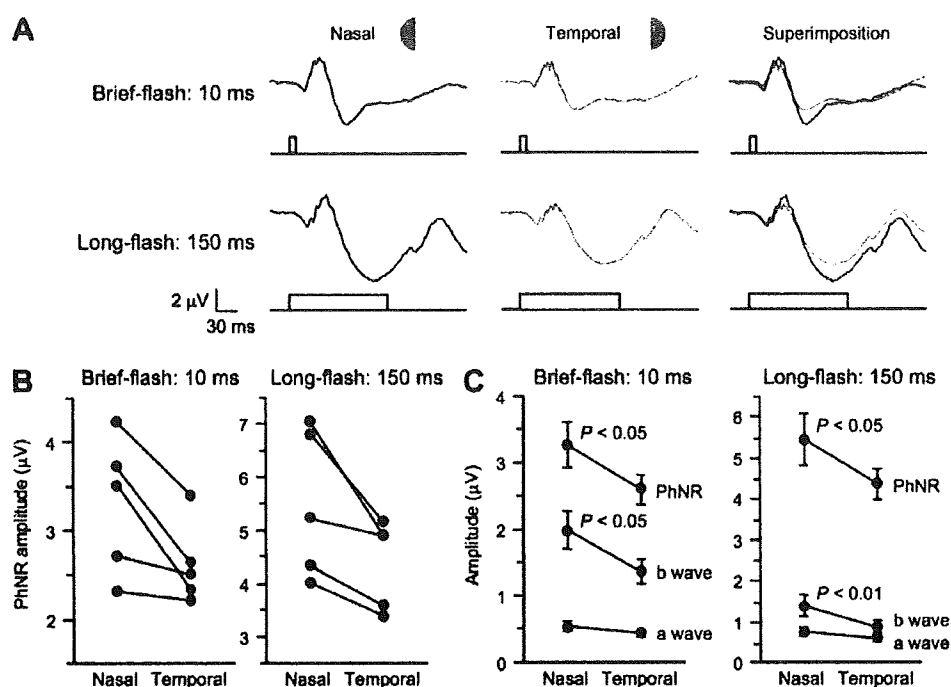 A
Nasal Temporal Superimposition
Brief-flash: 10 ms
Long-flash: 150 ms
2 μV
30 ms
B
Brief-flash: 10 ms Long-flash: 150 ms
PhNR amplitude (μV)
4
3
2
7
6
5
4
3
Nasal Temporal Nasal Temporal
C
Brief-flash: 10 ms Long-flash: 150 ms
Amplitude (μV)
4
3
2
1
0
P < 0.05
PhNR
P < 0.05
b wave
a wave
6
5
4
3
2
1
0
P < 0.05
PhNR
P < 0.01
b wave
a wave
Nasal Temporal Nasal Temporal